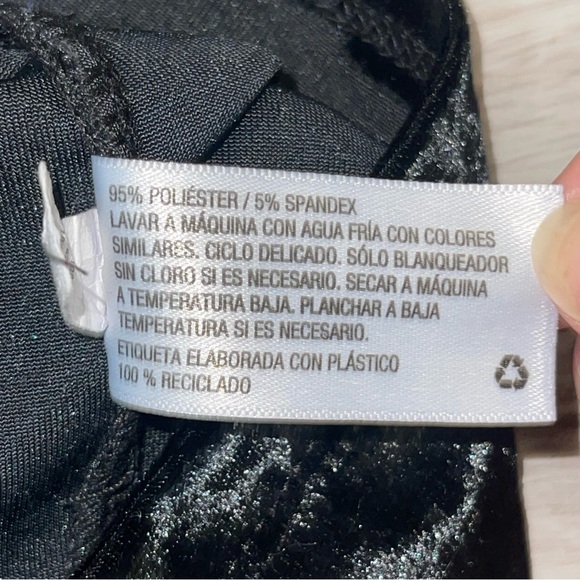 95% POLIÉSTER / 5% SPANDEX
LAVAR A MÁQUINA CON AGUA FRÍA CON COLORES
SIMILARES. CICLO DELICADO. SÓLO BLANQUEADOR
SIN CLORO SI ES NECESARIO. SECAR A MÁQUINA
A TEMPERATURA BAJA. PLANCHAR A BAJA
TEMPERATURA SI ES NECESARIO.
ETIQUETA ELABORADA CON PLÁSTICO
100 % RECICLADO